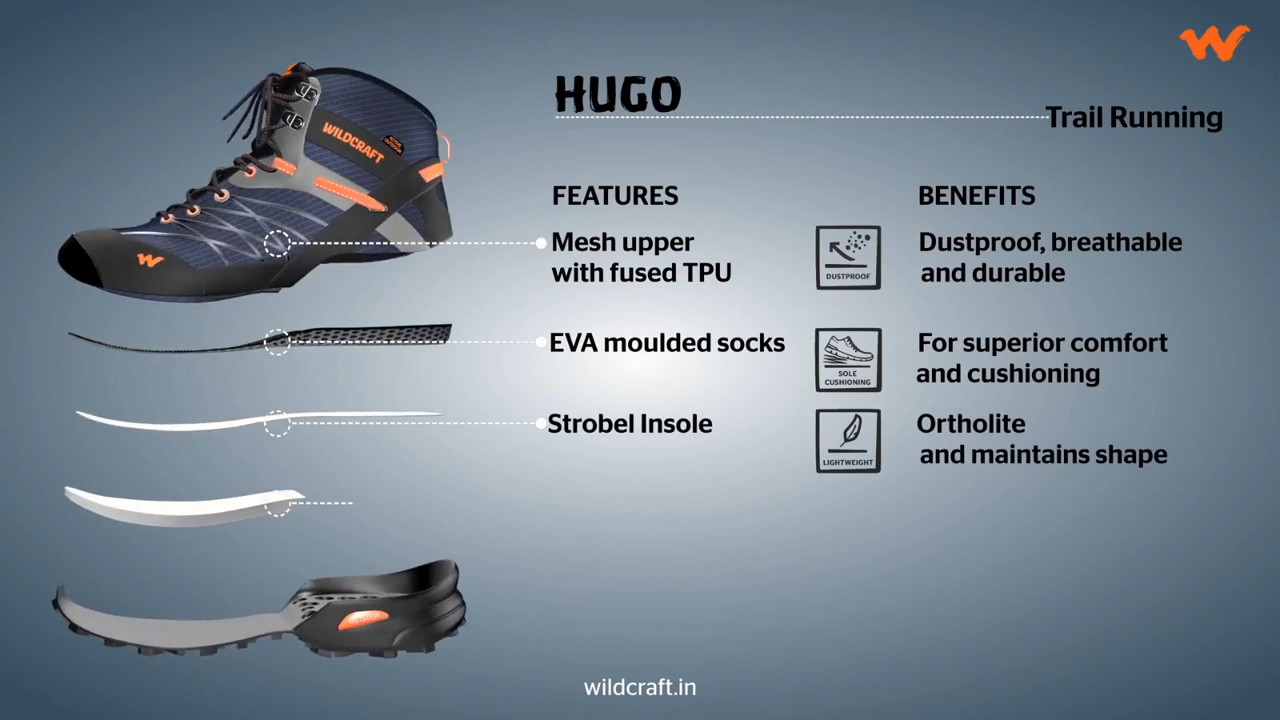 HUGO
Trail Running
WILDCRAFT
FEATURES
BENEFITS
Mesh upper
with fused TPU
DUSTPROOF
Dustproof, breathable
and durable
EVA moulded socks
SOLE
CUSHIONING
For superior comfort
and cushioning
Strobel Insole
LIGHTWEIGHT
Ortholite
and maintains shape
wildcraft.in